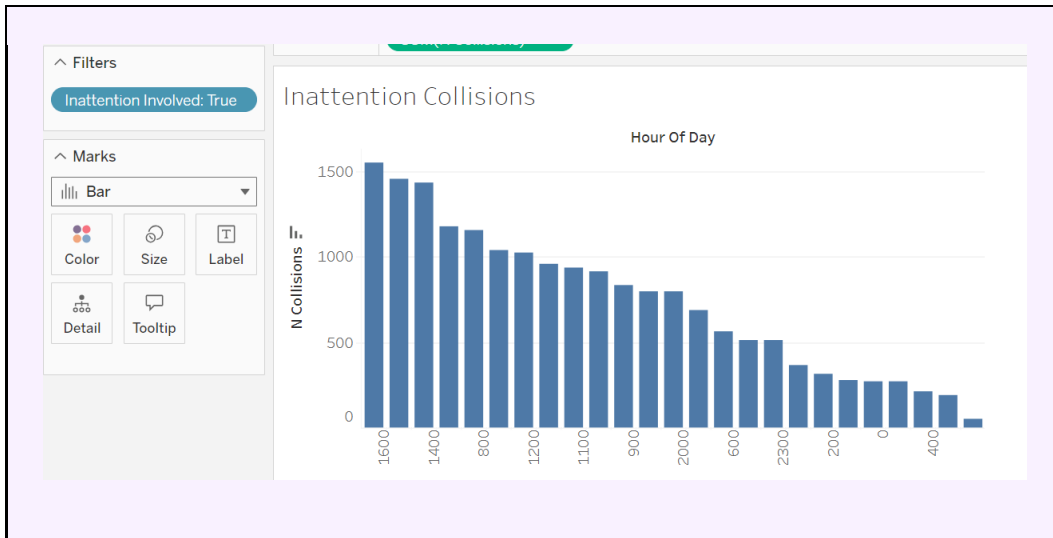 Filters
Inattention Involved: True
Marks
Bar
Color Size Label
Detail Tooltip
Inattention Collisions
Hour Of Day
N Collisions
1500
1000
500
0
1600 1400 800 1200 1100 900 2000 600 2300 200 0 400